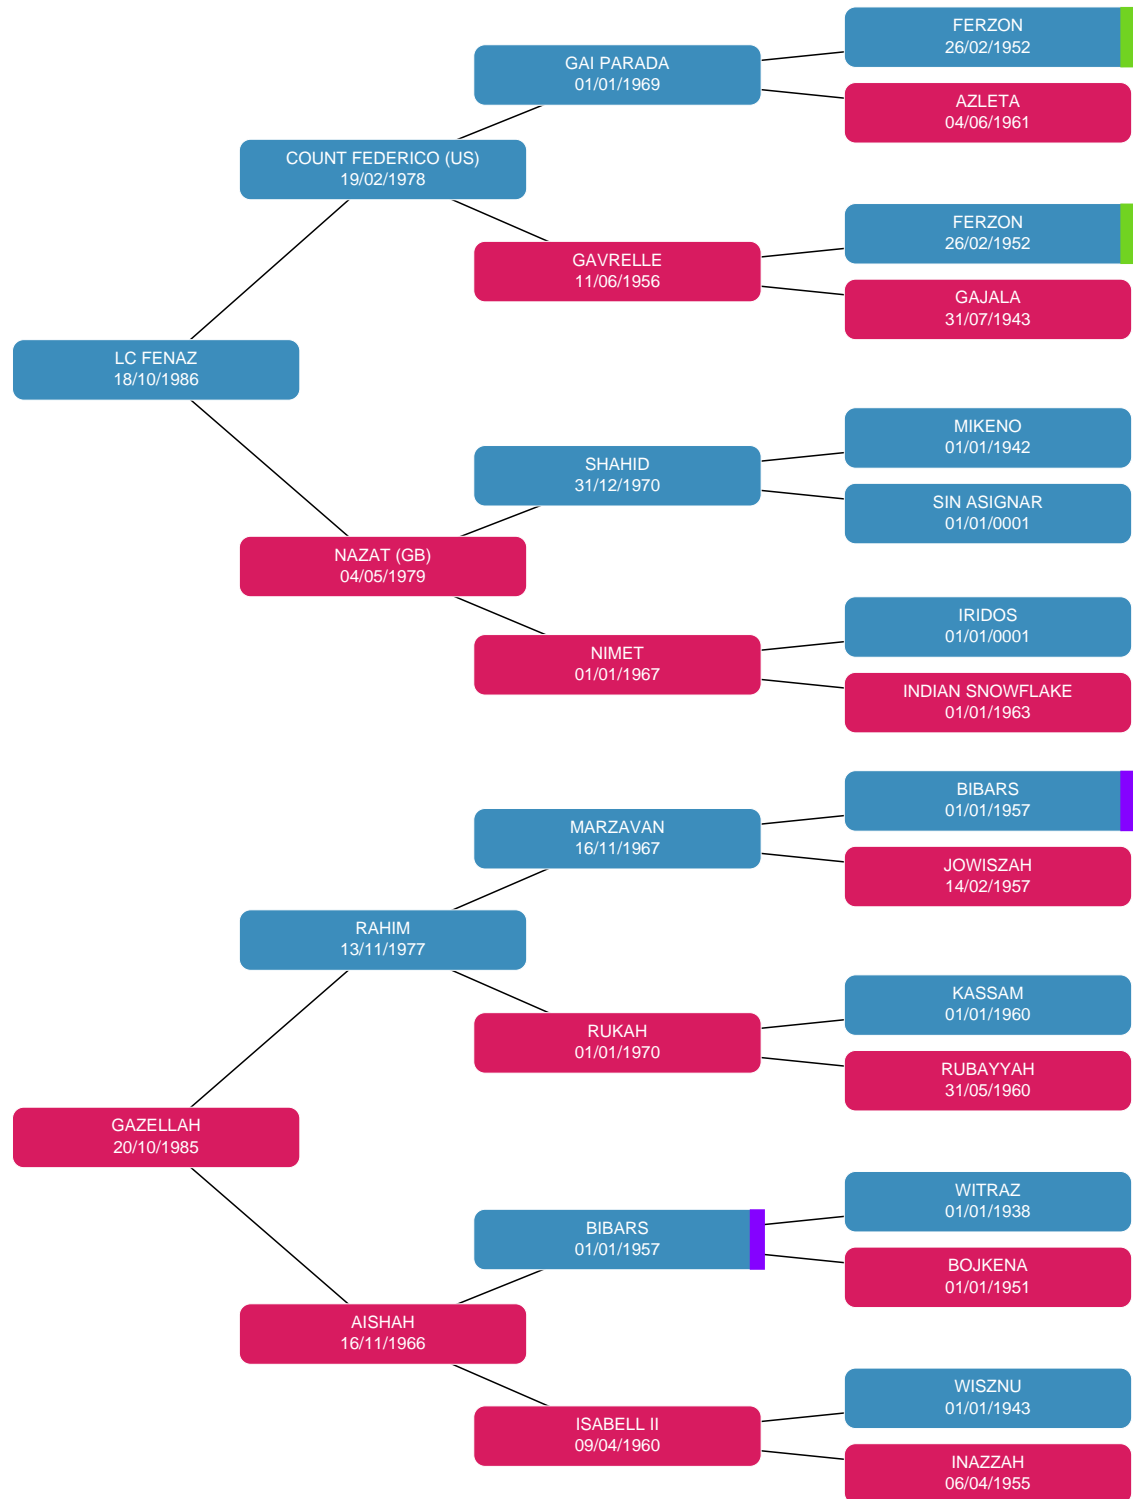 FERZON
26/02/1952
GAI PARADA
01/01/1969
AZLETA
04/06/1961
COUNT FEDERICO (US)
19/02/1978
FERZON
26/02/1952
GAVRELLE
11/06/1956
GAJALA
31/07/1943
LC FENAZ
18/10/1986
MIKENO
01/01/1942
SHAHID
31/12/1970
SIN ASIGNAR
01/01/0001
NAZAT (GB)
04/05/1979
IRIDOS
01/01/0001
NIMET
01/01/1967
INDIAN SNOWFLAKE
01/01/1963
BIBARS
01/01/1957
MARZAVAN
16/11/1967
JOWISZAH
14/02/1957
RAHIM
13/11/1977
KASSAM
01/01/1960
RUKAH
01/01/1970
RUBAYYAH
31/05/1960
GAZELLAH
20/10/1985
WITRAZ
01/01/1938
BIBARS
01/01/1957
BOJKENA
01/01/1951
AISHAH
16/11/1966
WISZNU
01/01/1943
ISABELL II
09/04/1960
INAZZAH
06/04/1955